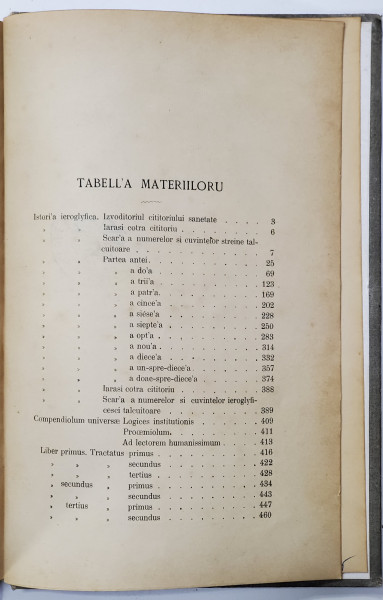 TABELL'A MATERIILORU
Istori'a ieroglyfica. Izvoditoriul cititoriului sanetate . . . . 3
„ „ Iarasi cotra cititoriu . . . . . . . . 6
„ „ Scar'a a numerelor si cuvintelor streine tal-
„ „ cuitoare . . . . . . . . . . 7
„ „ Partea antei . . . . . . . . . . 25
„ „ „ a do'a . . . . . . . . . 69
„ „ „ a trii'a . . . . . . . . . 123
„ „ „ a patr'a . . . . . . . . . 169
„ „ „ a cince'a . . . . . . . . . 202
„ „ „ a siése'a . . . . . . . . . 228
„ „ „ a siepte'a . . . . . . . . . 250
„ „ „ a opt'a . . . . . . . . . 283
„ „ „ a nou'a . . . . . . . . . 314
„ „ „ a diece'a . . . . . . . . . 332
„ „ „ a un-spre-diece'a . . . . . . 357
„ „ „ a doae-spre-diece'a . . . . . 374
„ „ Iarasi cotra cititoriu . . . . . . . . 388
„ „ Scar'a a numerelor si cuvintelor ieroglyfi-
cesci talcuitoare . . . . . . . . 389
Compendiolum universæ Logices institutionis . . . . . . 409
Proœmiolum . . . . . . . . . . 411
Ad lectorem humanissimum . . . . . 413
Liber primus. Tractatus primus . . . . . . . . . 416
„ „ „ secundus . . . . . . . . 422
„ „ „ tertius . . . . . . . . . 428
„ secundus „ primus . . . . . . . . . 434
„ „ „ secundus . . . . . . . . 443
„ tertius „ primus . . . . . . . . . 447
„ „ „ secundus . . . . . . . . 460